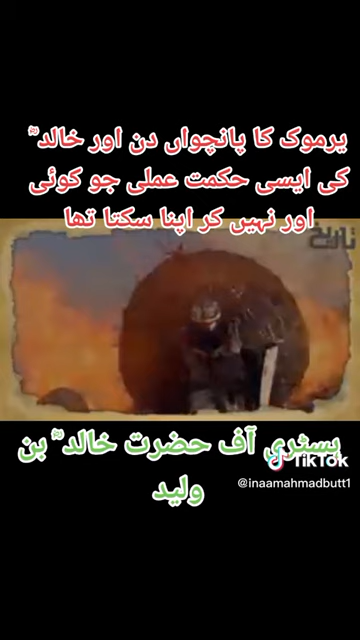 یرموک کا پانچواں دن اور خالدؓ
کی ایسی حکمت عملی جو کوئی
اور نہیں کر اپنا سکتا تھا
تاریخ
ہسٹری آف حضرت خالدؓ بن
ولید
TikTok
@inaamahmadbutt1